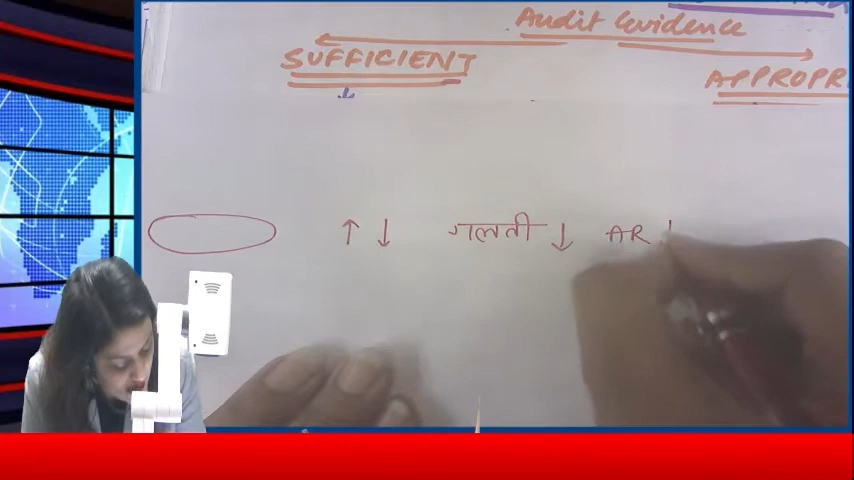 Audit Evidence
SUFFICIENT
APPROPR
↑ ↓ गलती ↓ AR